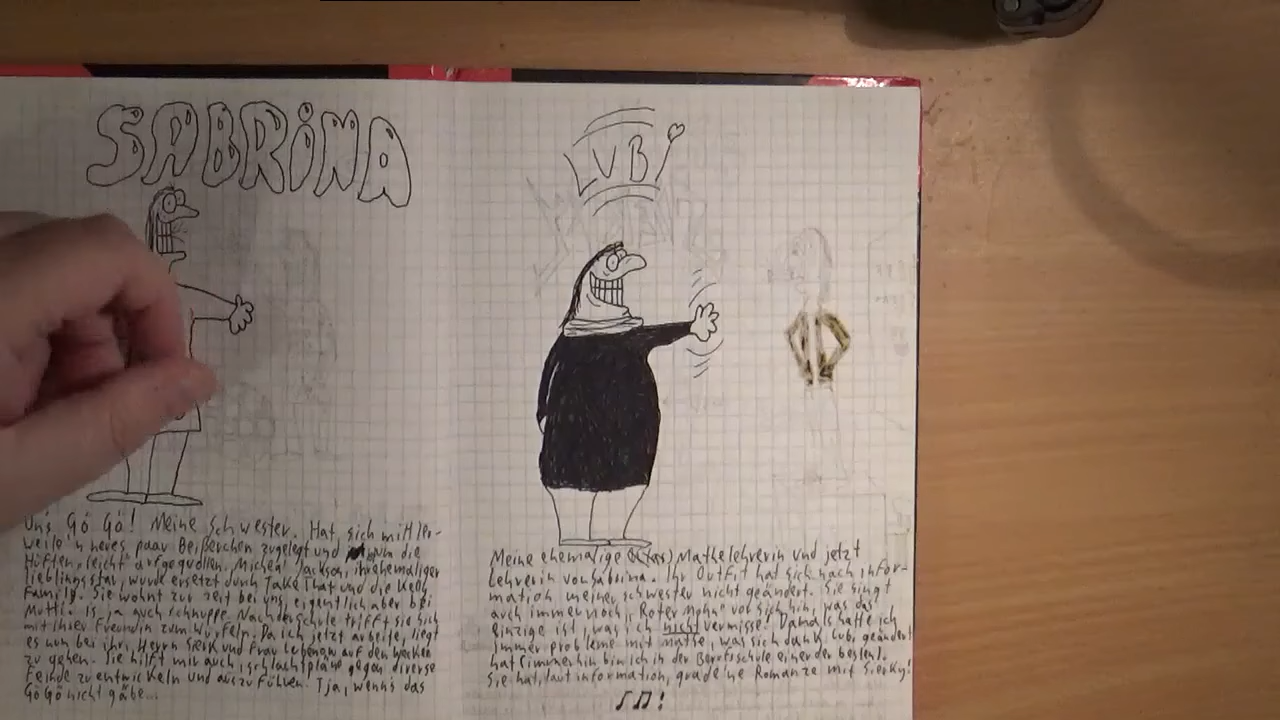 SABRINA
Uns Gö Gö! Meine Schwester. Hat sich mittler-
weile 'n neues paar Beißerchen zugelegt und um die
Hüften leicht aufgequollen. Michael Jackson, ihr ehemaliger
Lieblingsstar, wurde ersetzt durch Take That und die Kelly
Family. Sie wohnt zur zeit bei uns, eigentlich aber bei
Mutti. Is ja auch schnuppe. Nach der Schule trifft sie sich
mit ihrer Freundin zum Würfeln. Da ich jetzt arbeite, liegt
es nun bei ihr, Herrn Sierk und Frau Lebenow auf den Wecker
zu gehen. Sie hilft mir auch, schlachtpläne gegen diverse
Feinde zu entwickeln und auszuführen. Tja, wenn's das
Gö Gö nicht gäbe...
LVB
Meine ehemalige Mathelehrerin und jetzt
Lehrerin von Sabrina. Ihr Outfit hat sich nach infor-
mation meiner schwester nicht geändert. Sie singt
auch immer noch „Roter Mohn" vor sich hin, was das
einzige ist, was ich nicht vermisse! Damals hatte ich
immer probleme mit Mathe, was sich dank geändert
hat (immerhin bin ich in der Berufsschule einer der besten).
Sie hat, laut information, grade 'ne Romanze mit Sierky!